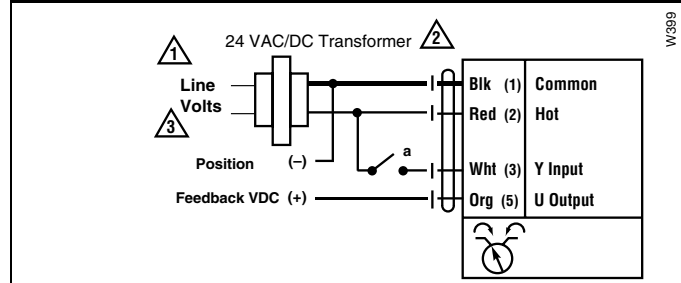 W399
24 VAC/DC Transformer 2
1
Line
Volts
3
Blk (1) Common
Red (2) Hot
a
Position (–)
Wht (3) Y Input
Feedback VDC (+)
Org (5) U Output